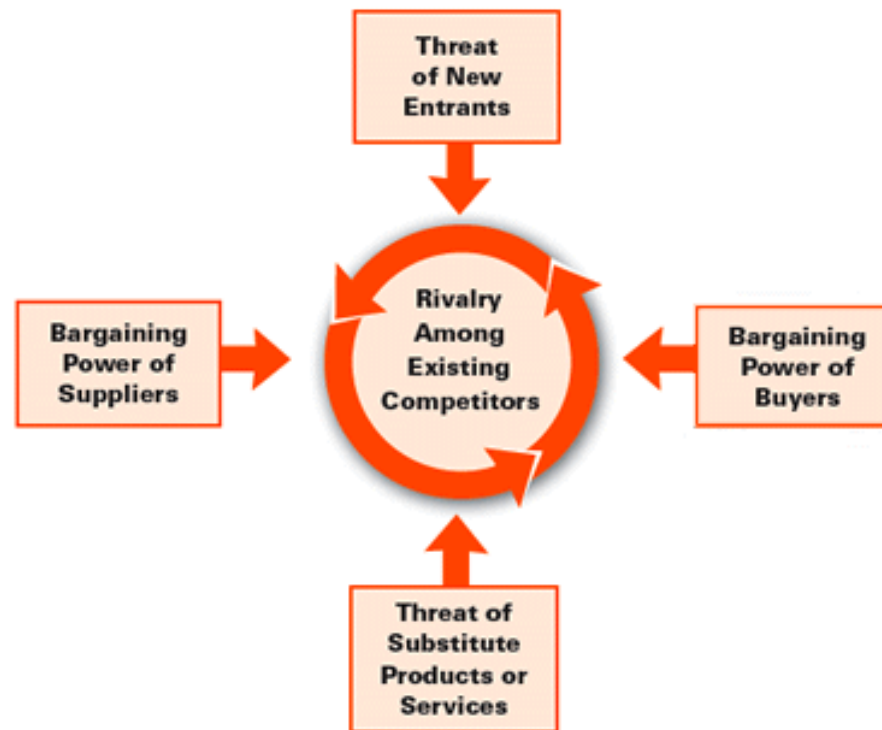 Threat
of New
Entrants
Bargaining
Power of
Suppliers
Rivalry
Among
Existing
Competitors
Bargaining
Power of
Buyers
Threat of
Substitute
Products or
Services